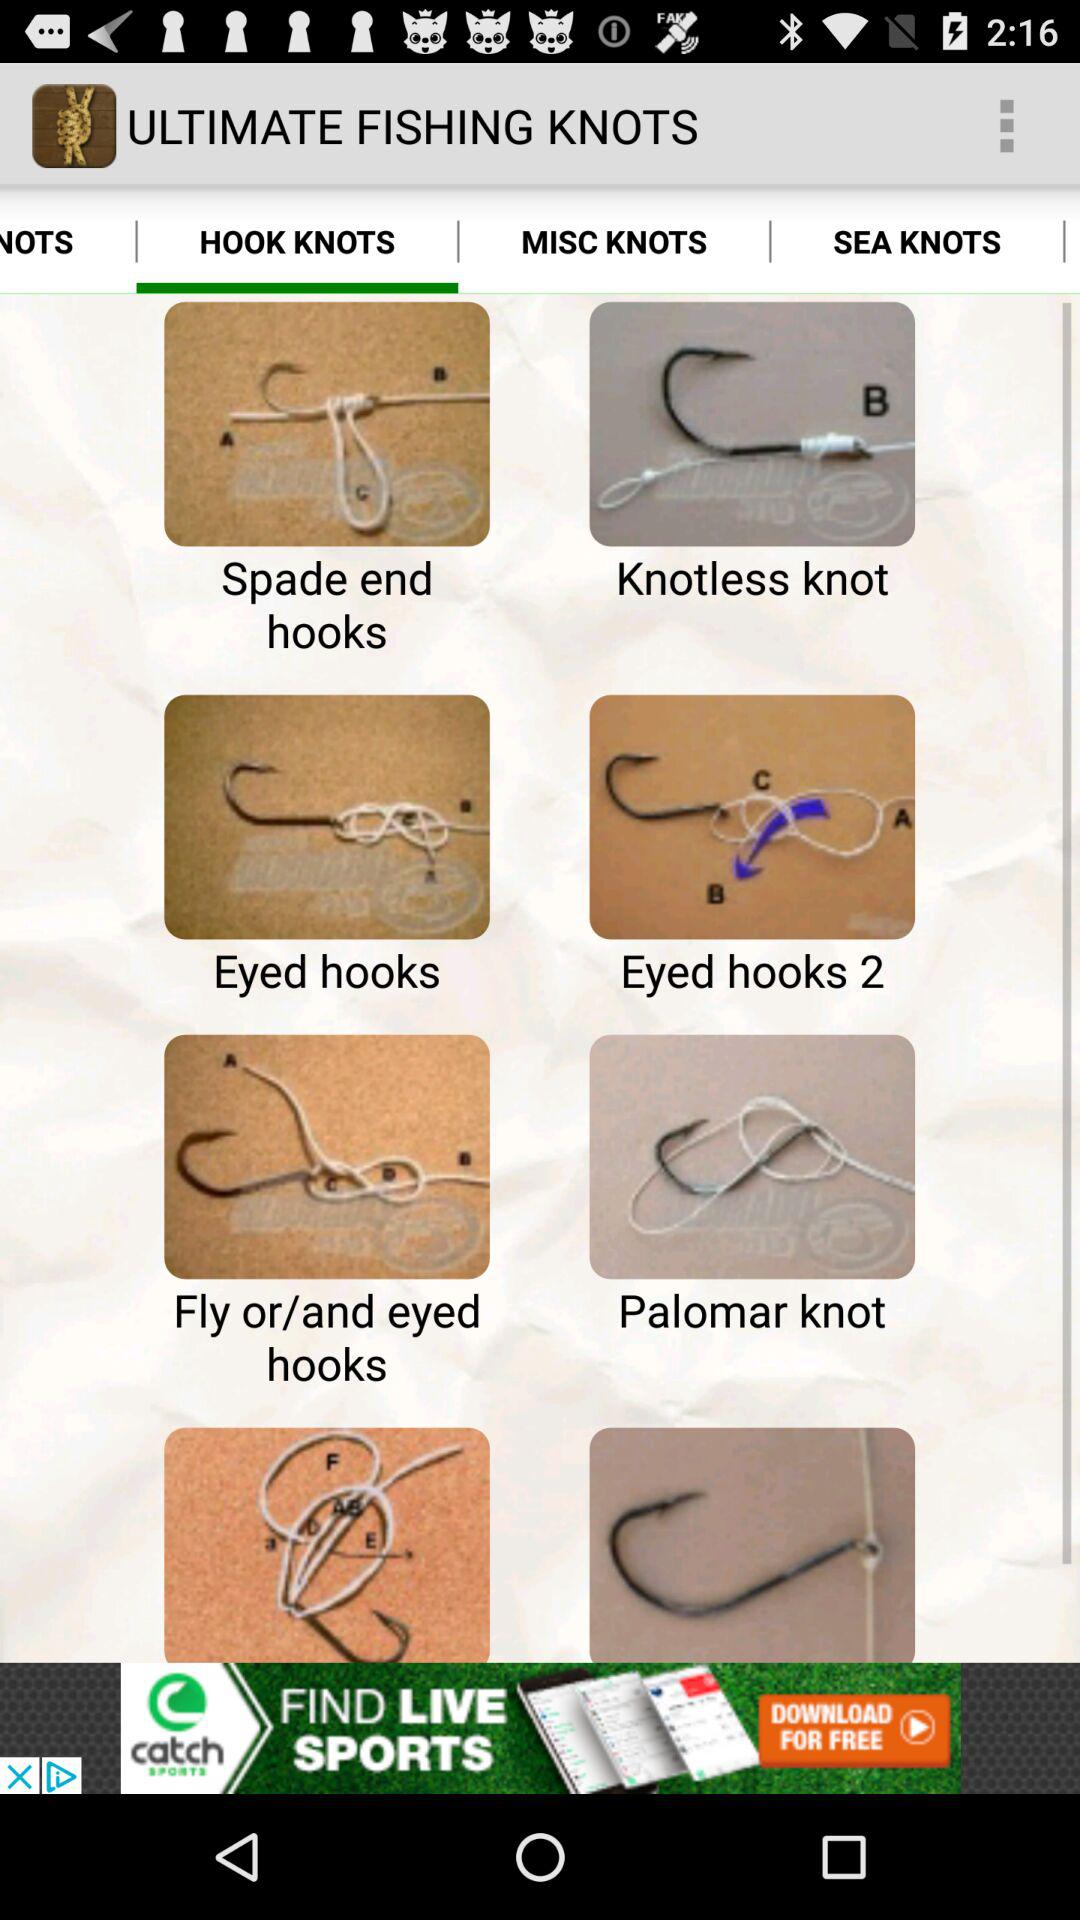 FAKE
2:16
ULTIMATE FISHING KNOTS
NOTS
HOOK KNOTS
MISC KNOTS
SEA KNOTS
B
A
C
B
Spade end
hooks
Knotless knot
B
A
C
A
B
Eyed hooks
Eyed hooks 2
A
B
C
D
Fly or/and eyed
hooks
Palomar knot
F
AB
D
a
E
catch
SPORTS
FIND LIVE
SPORTS
DOWNLOAD
FOR FREE